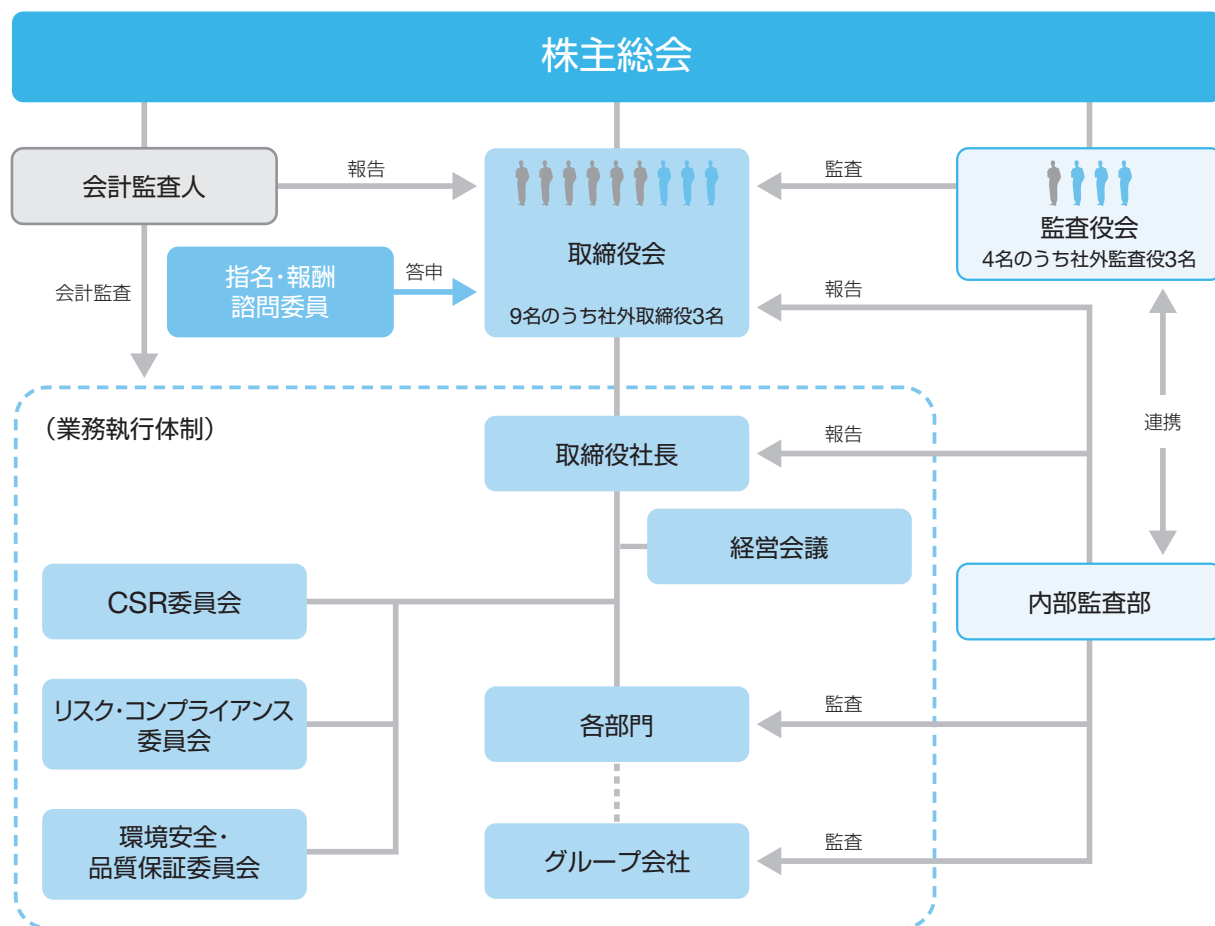 株主総会
会計監査人
報告
監査
監査役会
4名のうち社外監査役3名
取締役会
9名のうち社外取締役3名
指名・報酬
諮問委員
答申
会計監査
報告
連携
（業務執行体制）
取締役社長
報告
経営会議
CSR委員会
内部監査部
リスク・コンプライアンス
委員会
各部門
監査
環境安全・
品質保証委員会
グループ会社
監査